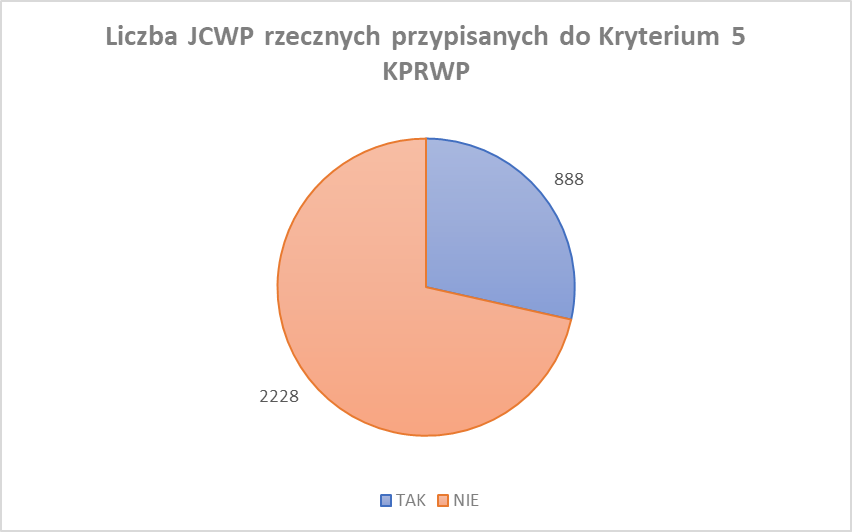 Liczba JCWP rzecznych przypisanych do Kryterium 5
KPRWP
888
2228
TAK NIE